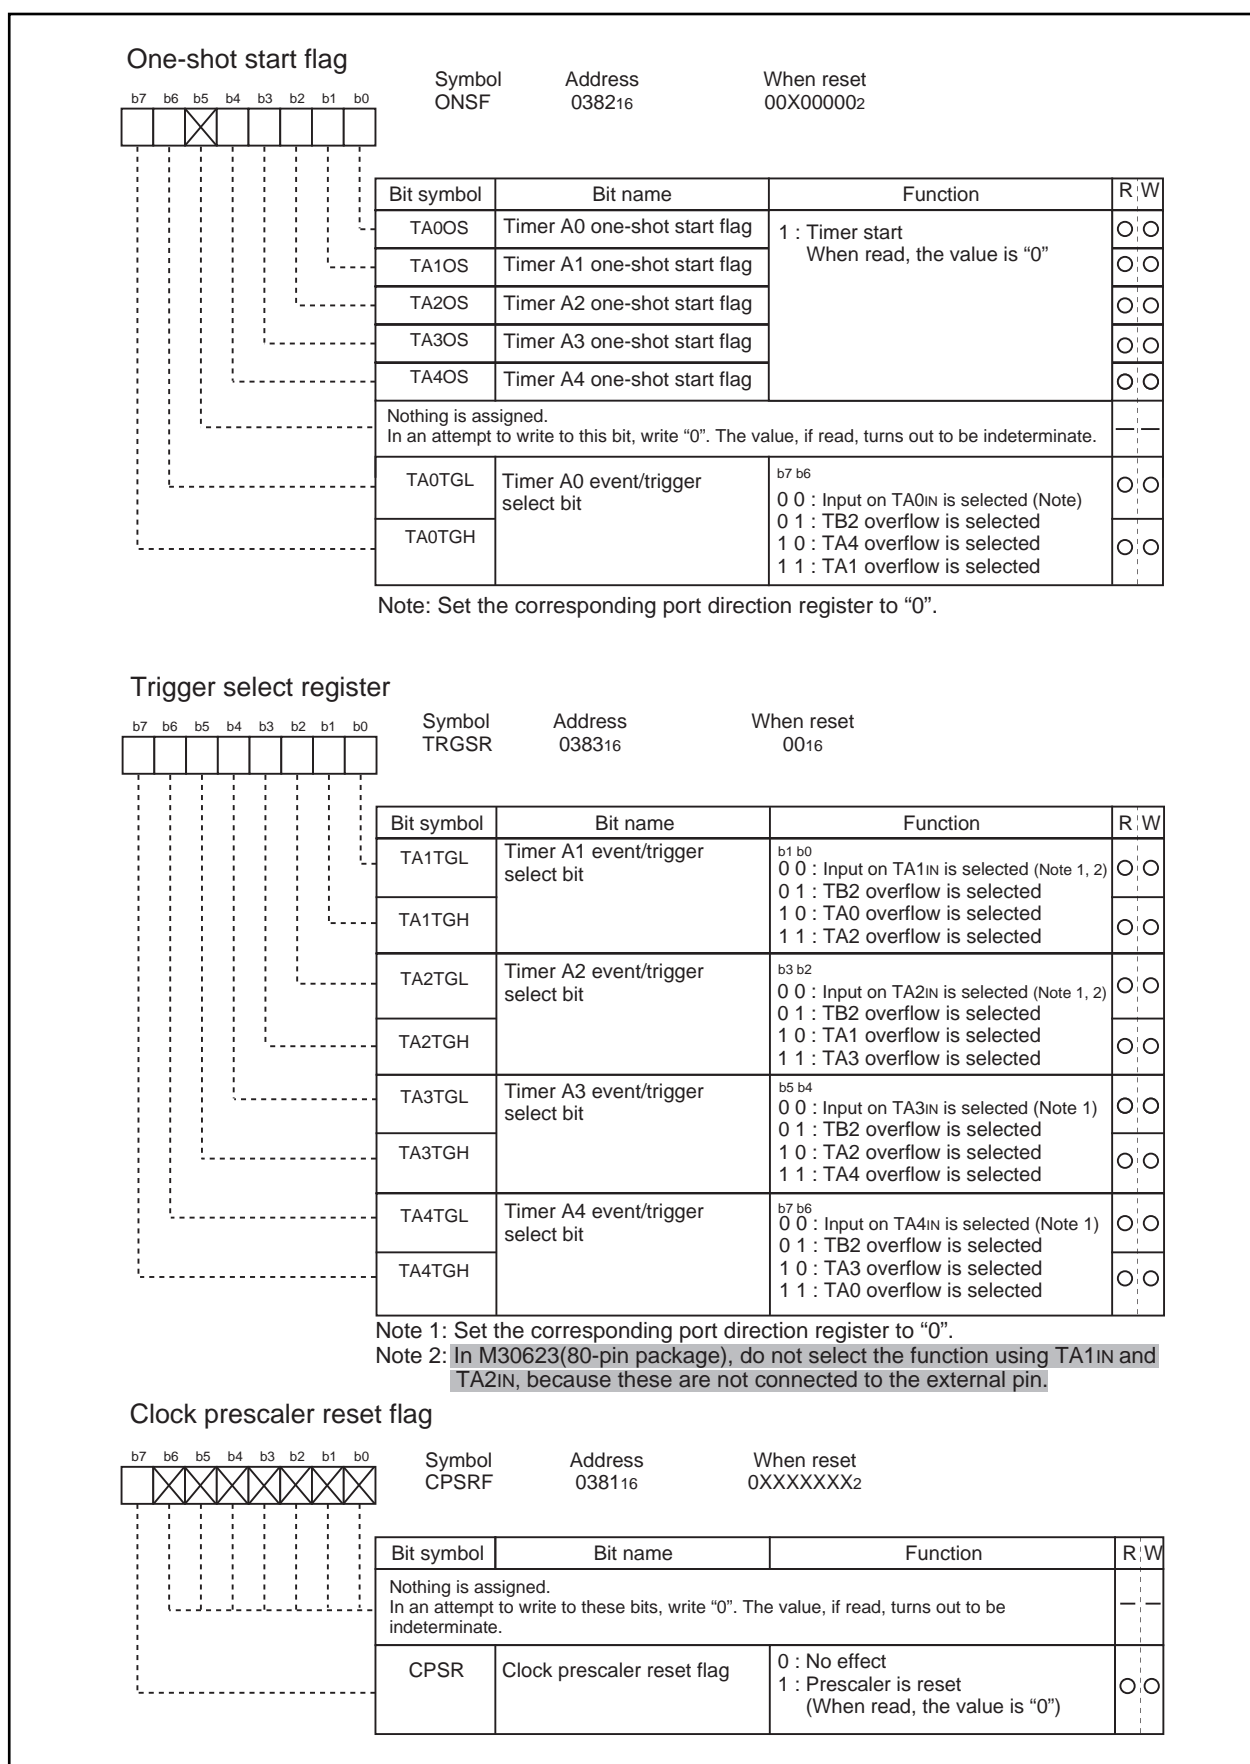 One-shot start flag
Symbol Address When reset
ONSF 038216 00X000002
b7 b6 b5 b4 b3 b2 b1 b0
Bit symbol Bit name Function R W
TA0OS Timer A0 one-shot start flag 1 : Timer start
When read, the value is “0”
TA1OS Timer A1 one-shot start flag
TA2OS Timer A2 one-shot start flag
TA3OS Timer A3 one-shot start flag
TA4OS Timer A4 one-shot start flag
Nothing is assigned.
In an attempt to write to this bit, write “0”. The value, if read, turns out to be indeterminate.
TA0TGL Timer A0 event/trigger
select bit
TA0TGH
b7 b6
0 0 : Input on TA0IN is selected (Note)
0 1 : TB2 overflow is selected
1 0 : TA4 overflow is selected
1 1 : TA1 overflow is selected
Note: Set the corresponding port direction register to “0”.
Trigger select register
Symbol Address When reset
TRGSR 038316 0016
b7 b6 b5 b4 b3 b2 b1 b0
Bit symbol Bit name Function R W
TA1TGL Timer A1 event/trigger
select bit
TA1TGH
b1 b0
0 0 : Input on TA1IN is selected (Note 1, 2)
0 1 : TB2 overflow is selected
1 0 : TA0 overflow is selected
1 1 : TA2 overflow is selected
TA2TGL Timer A2 event/trigger
select bit
TA2TGH
b3 b2
0 0 : Input on TA2IN is selected (Note 1, 2)
0 1 : TB2 overflow is selected
1 0 : TA1 overflow is selected
1 1 : TA3 overflow is selected
TA3TGL Timer A3 event/trigger
select bit
TA3TGH
b5 b4
0 0 : Input on TA3IN is selected (Note 1)
0 1 : TB2 overflow is selected
1 0 : TA2 overflow is selected
1 1 : TA4 overflow is selected
TA4TGL Timer A4 event/trigger
select bit
TA4TGH
b7 b6
0 0 : Input on TA4IN is selected (Note 1)
0 1 : TB2 overflow is selected
1 0 : TA3 overflow is selected
1 1 : TA0 overflow is selected
Note 1: Set the corresponding port direction register to “0”.
Note 2: In M30623(80-pin package), do not select the function using TA1IN and
TA2IN, because these are not connected to the external pin.
Clock prescaler reset flag
Symbol Address When reset
CPSRF 038116 0XXXXXXX2
b7 b6 b5 b4 b3 b2 b1 b0
Bit symbol Bit name Function R W
Nothing is assigned.
In an attempt to write to these bits, write “0”. The value, if read, turns out to be
indeterminate.
CPSR Clock prescaler reset flag 0 : No effect
1 : Prescaler is reset
(When read, the value is “0”)